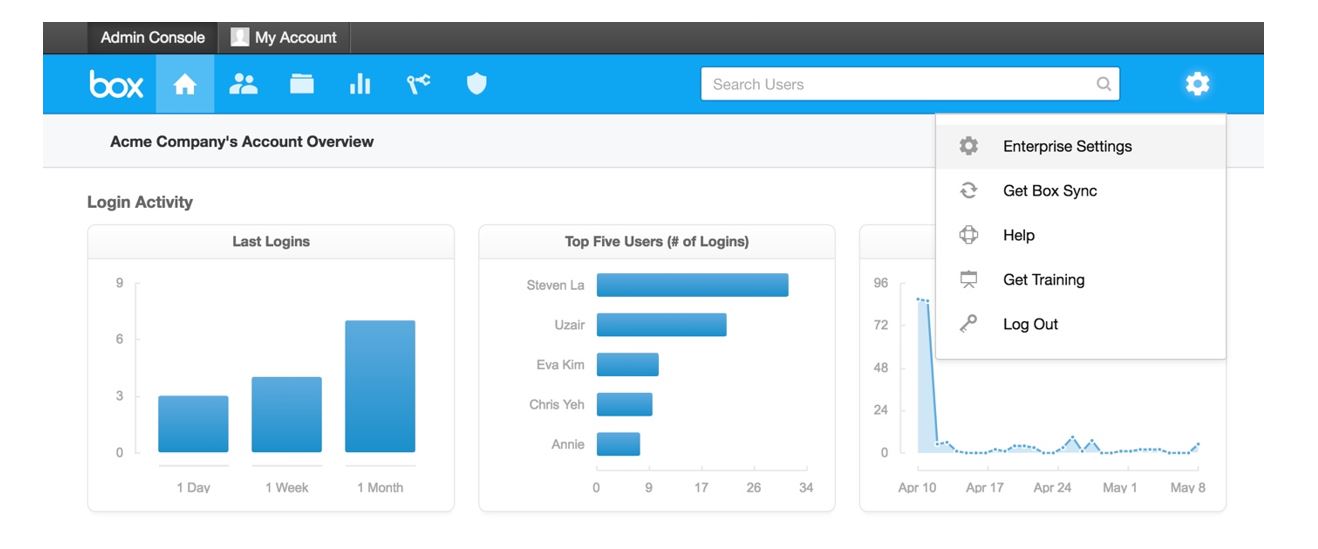 Admin Console My Account
box Search Users
Acme Company's Account Overview
Enterprise Settings
Get Box Sync
Help
Get Training
Log Out
Login Activity
Last Logins
9
6
3
0
1 Day 1 Week 1 Month
Top Five Users (# of Logins)
Steven La
Uzair
Eva Kim
Chris Yeh
Annie
0 9 17 26 34
96
72
48
24
0
Apr 10 Apr 17 Apr 24 May 1 May 8